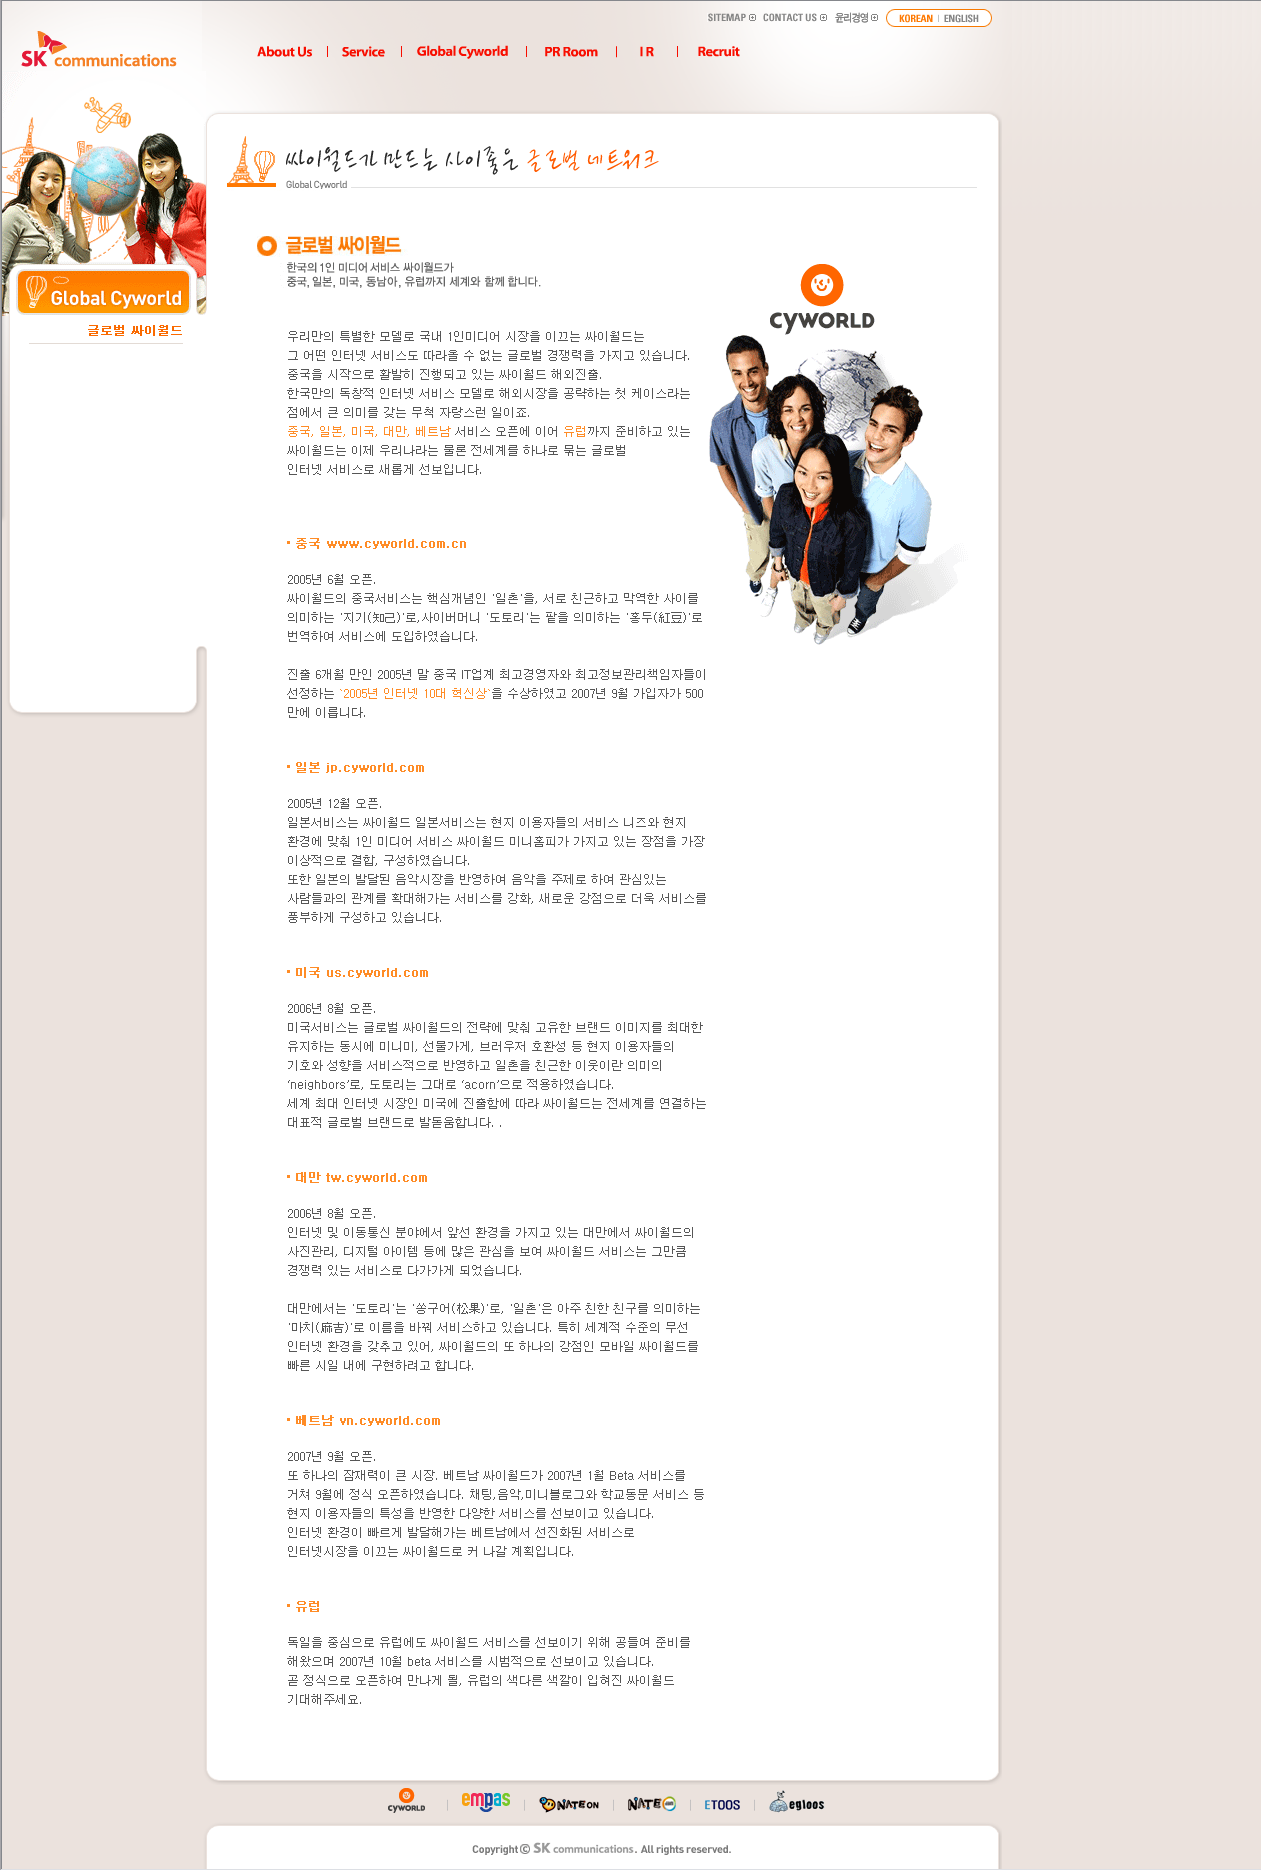 SITEMAP CONTACT US 윤리경영 KOREAN | ENGLISH
SK communications
About Us Service Global Cyworld PR Room I R Recruit
싸이월드가 만드는 사이좋은 글로벌 네트워크
Global Cyworld
Global Cyworld
글로벌 싸이월드
글로벌 싸이월드
한국의 1인 미디어 서비스 싸이월드가
중국, 일본, 미국, 동남아, 유럽까지 세계와 함께 합니다.
CYWORLD
우리만의 특별한 모델로 국내 1인미디어 시장을 이끄는 싸이월드는
그 어떤 인터넷 서비스도 따라올 수 없는 글로벌 경쟁력을 가지고 있습니다.
중국을 시작으로 활발히 진행되고 있는 싸이월드 해외진출.
한국만의 독창적 인터넷 서비스 모델로 해외시장을 공략하는 첫 케이스라는
점에서 큰 의미를 갖는 무척 자랑스런 일이죠.
중국, 일본, 미국, 대만, 베트남 서비스 오픈에 이어 유럽까지 준비하고 있는
싸이월드는 이제 우리나라는 물론 전세계를 하나로 묶는 글로벌
인터넷 서비스로 새롭게 선보입니다.
중국 www.cyworld.com.cn
2005년 6월 오픈.
싸이월드의 중국서비스는 핵심개념인 '일촌'을, 서로 친근하고 막역한 사이를
의미하는 '지기(知己)'로,사이버머니 '도토리'는 팥을 의미하는 '홍두(紅豆)'로
번역하여 서비스에 도입하였습니다.
진출 6개월 만인 2005년 말 중국 IT업계 최고경영자와 최고정보관리책임자들이
선정하는 `2005년 인터넷 10대 혁신상`을 수상하였고 2007년 9월 가입자가 500
만에 이릅니다.
일본 jp.cyworld.com
2005년 12월 오픈.
일본서비스는 싸이월드 일본서비스는 현지 이용자들의 서비스 니즈와 현지
환경에 맞춰 1인 미디어 서비스 싸이월드 미니홈피가 가지고 있는 장점을 가장
이상적으로 결합, 구성하였습니다.
또한 일본의 발달된 음악시장을 반영하여 음악을 주제로 하여 관심있는
사람들과의 관계를 확대해가는 서비스를 강화, 새로운 강점으로 더욱 서비스를
풍부하게 구성하고 있습니다.
미국 us.cyworld.com
2006년 8월 오픈.
미국서비스는 글로벌 싸이월드의 전략에 맞춰 고유한 브랜드 이미지를 최대한
유지하는 동시에 미니미, 선물가게, 브러우저 호환성 등 현지 이용자들의
기호와 성향을 서비스적으로 반영하고 일촌을 친근한 이웃이란 의미의
‘neighbors’로, 도토리는 그대로 ‘acorn’으로 적용하였습니다.
세계 최대 인터넷 시장인 미국에 진출함에 따라 싸이월드는 전세계를 연결하는
대표적 글로벌 브랜드로 발돋움합니다. .
대만 tw.cyworld.com
2006년 8월 오픈.
인터넷 및 이동통신 분야에서 앞선 환경을 가지고 있는 대만에서 싸이월드의
사진관리, 디지털 아이템 등에 많은 관심을 보여 싸이월드 서비스는 그만큼
경쟁력 있는 서비스로 다가가게 되었습니다.
대만에서는 '도토리'는 '쏭구어(松果)'로, '일촌'은 아주 친한 친구를 의미하는
'마치(麻吉)'로 이름을 바꿔 서비스하고 있습니다. 특히 세계적 수준의 무선
인터넷 환경을 갖추고 있어, 싸이월드의 또 하나의 강점인 모바일 싸이월드를
빠른 시일 내에 구현하려고 합니다.
베트남 vn.cyworld.com
2007년 9월 오픈.
또 하나의 잠재력이 큰 시장. 베트남 싸이월드가 2007년 1월 Beta 서비스를
거쳐 9월에 정식 오픈하였습니다. 채팅,음악,미니블로그와 학교동문 서비스 등
현지 이용자들의 특성을 반영한 다양한 서비스를 선보이고 있습니다.
인터넷 환경이 빠르게 발달해가는 베트남에서 선진화된 서비스로
인터넷시장을 이끄는 싸이월드로 커 나갈 계획입니다.
유럽
독일을 중심으로 유럽에도 싸이월드 서비스를 선보이기 위해 공들여 준비를
해왔으며 2007년 10월 beta 서비스를 시범적으로 선보이고 있습니다.
곧 정식으로 오픈하여 만나게 될, 유럽의 색다른 색깔이 입혀진 싸이월드
기대해주세요.
CYWORLD empas NATEON NATE ETOOS egloos
Copyright © SK communications. All rights reserved.